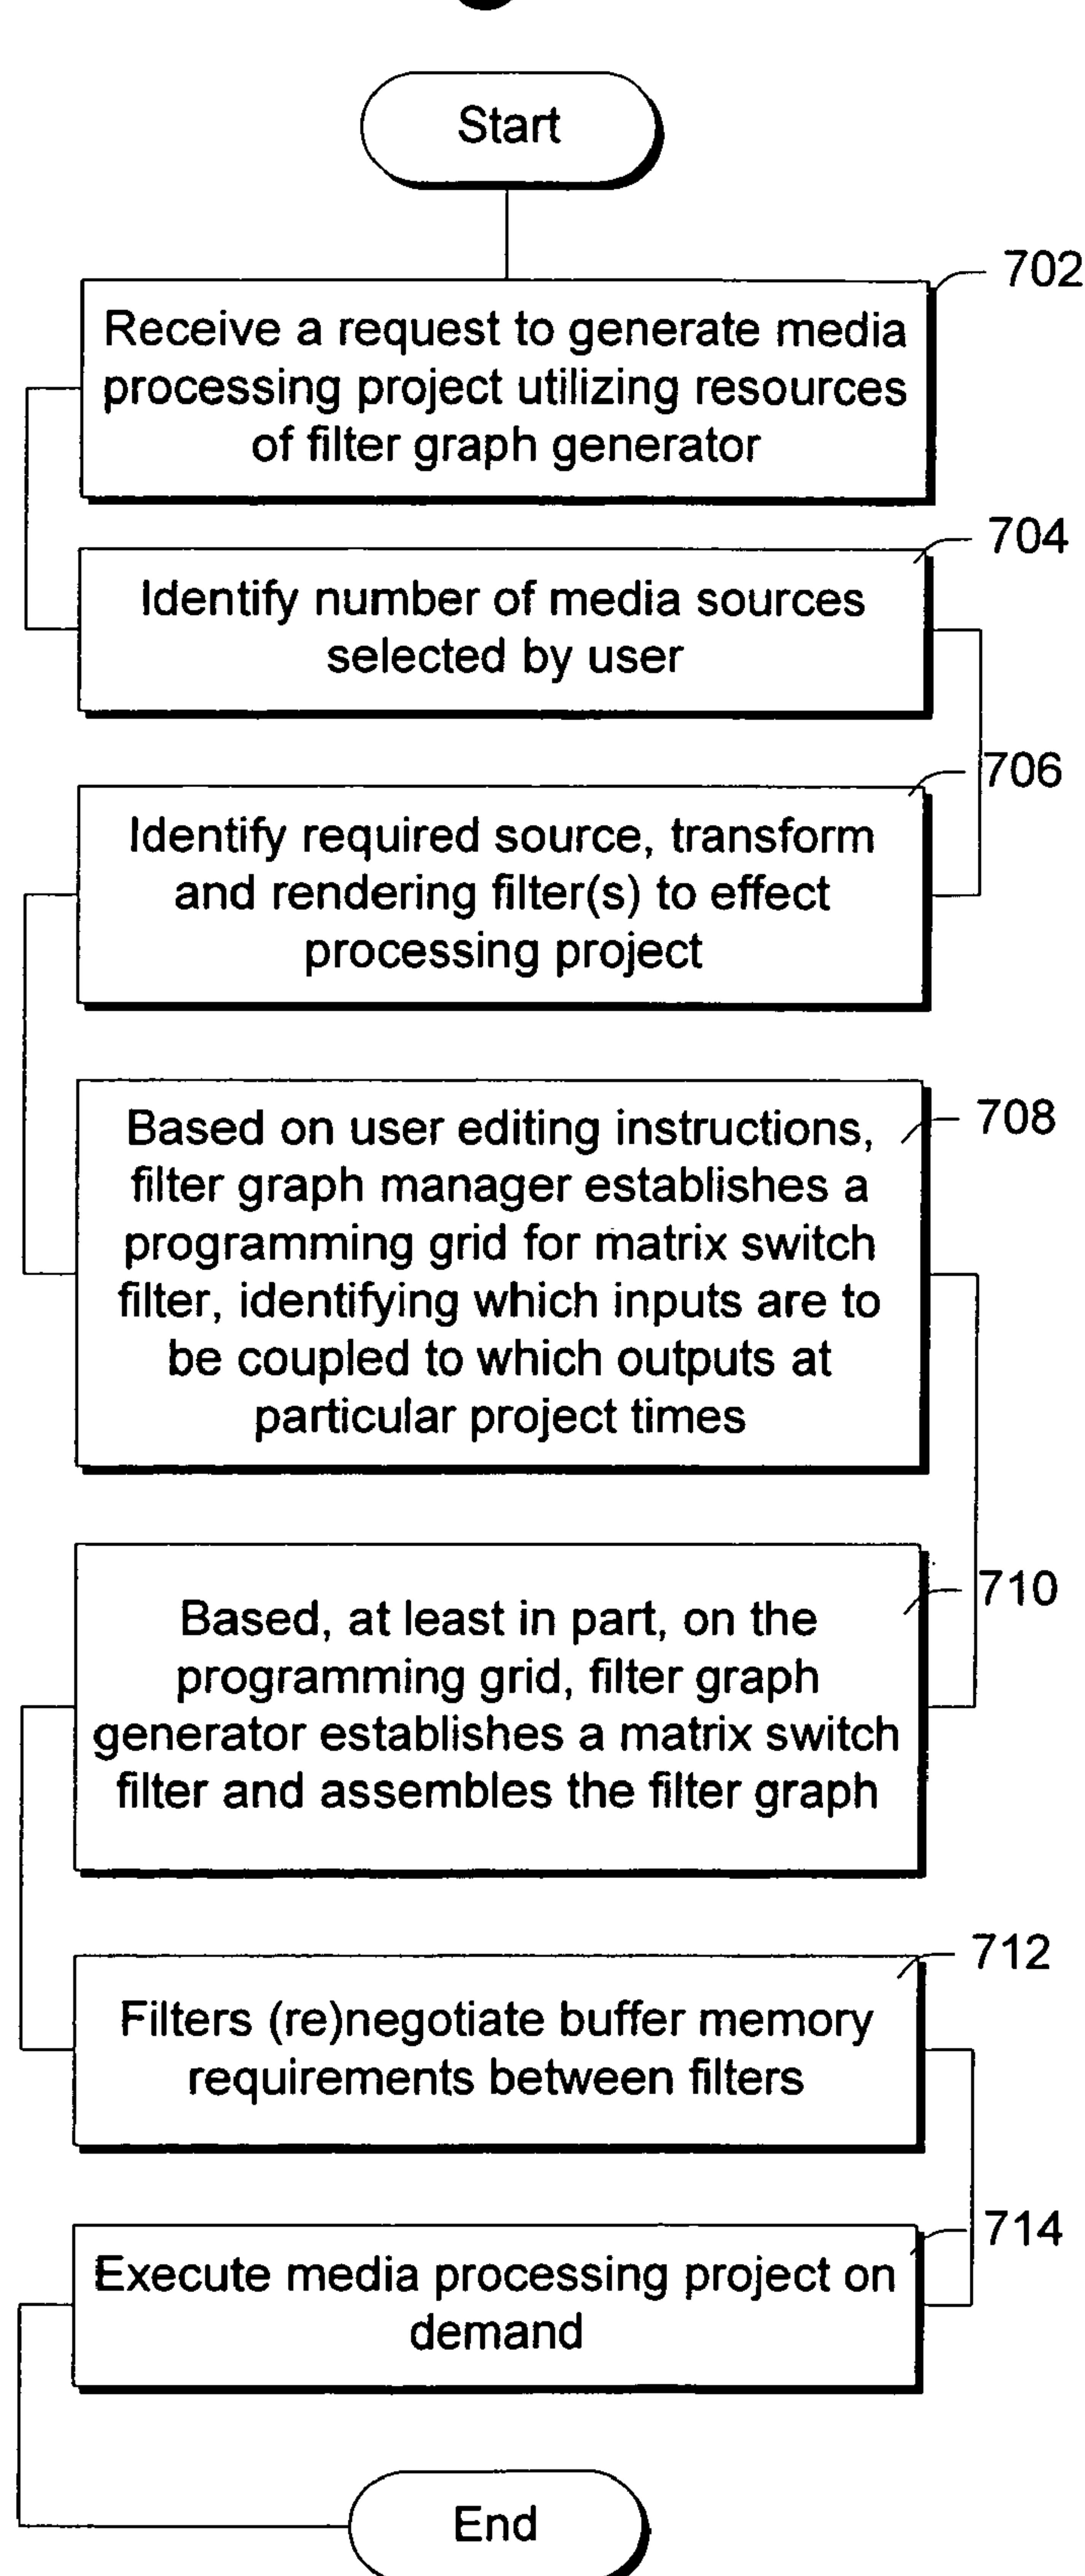 Start
702
Receive a request to generate media
processing project utilizing resources
of filter graph generator
704
Identify number of media sources
selected by user
706
Identify required source, transform
and rendering filter(s) to effect
processing project
708
Based on user editing instructions,
filter graph manager establishes a
programming grid for matrix switch
filter, identifying which inputs are to
be coupled to which outputs at
particular project times
710
Based, at least in part, on the
programming grid, filter graph
generator establishes a matrix switch
filter and assembles the filter graph
712
Filters (re)negotiate buffer memory
requirements between filters
714
Execute media processing project on
demand
End